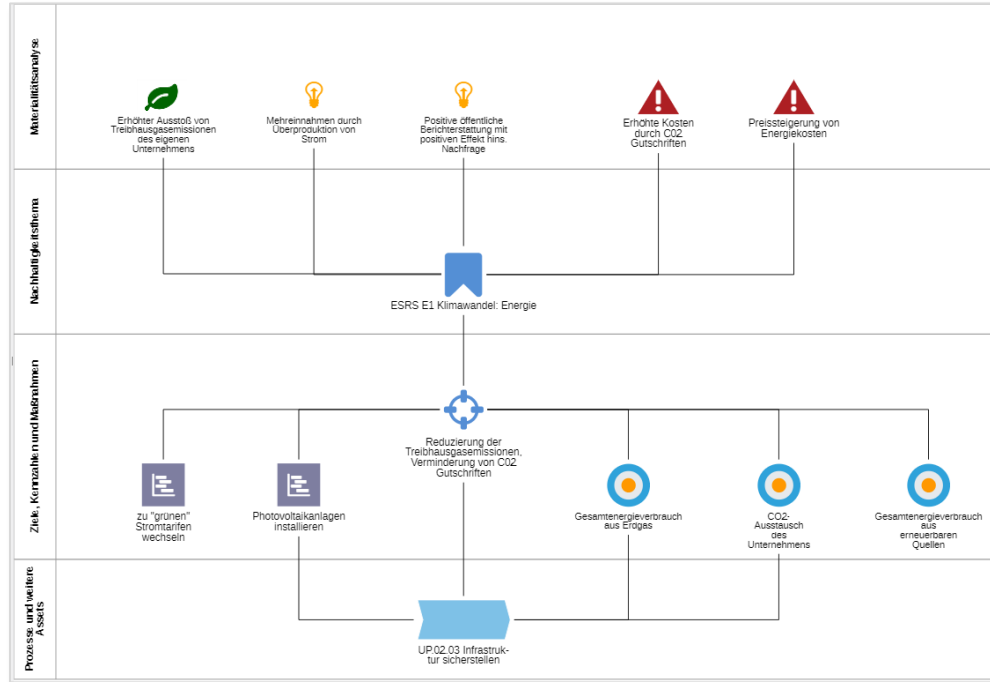 Materialitätsanalyse
Erhöhter Ausstoß von
Treibhausgasemissionen
des eigenen
Unternehmens
Mehreinnahmen durch
Überproduktion von
Strom
Positive öffentliche
Berichterstattung mit
positiven Effekt hins.
Nachfrage
Erhöhte Kosten
durch C02
Gutschriften
Preissteigerung von
Energiekosten
Nachhaltigkeitsthema
ESRS E1 Klimawandel: Energie
Ziele, Kennzahlen und Maßnahmen
Reduzierung der
Treibhausgasemissionen,
Verminderung von C02
Gutschriften
zu "grünen"
Stromtarifen
wechseln
Photovoltaikanlagen
installieren
Gesamtenergieverbrauch
aus Erdgas
CO2-
Ausstausch
des
Unternehmens
Gesamtenergieverbrauch
aus
erneuerbaren
Quellen
Prozesse und weitere
Assets
UP.02.03 Infrastruk-
tur sicherstellen